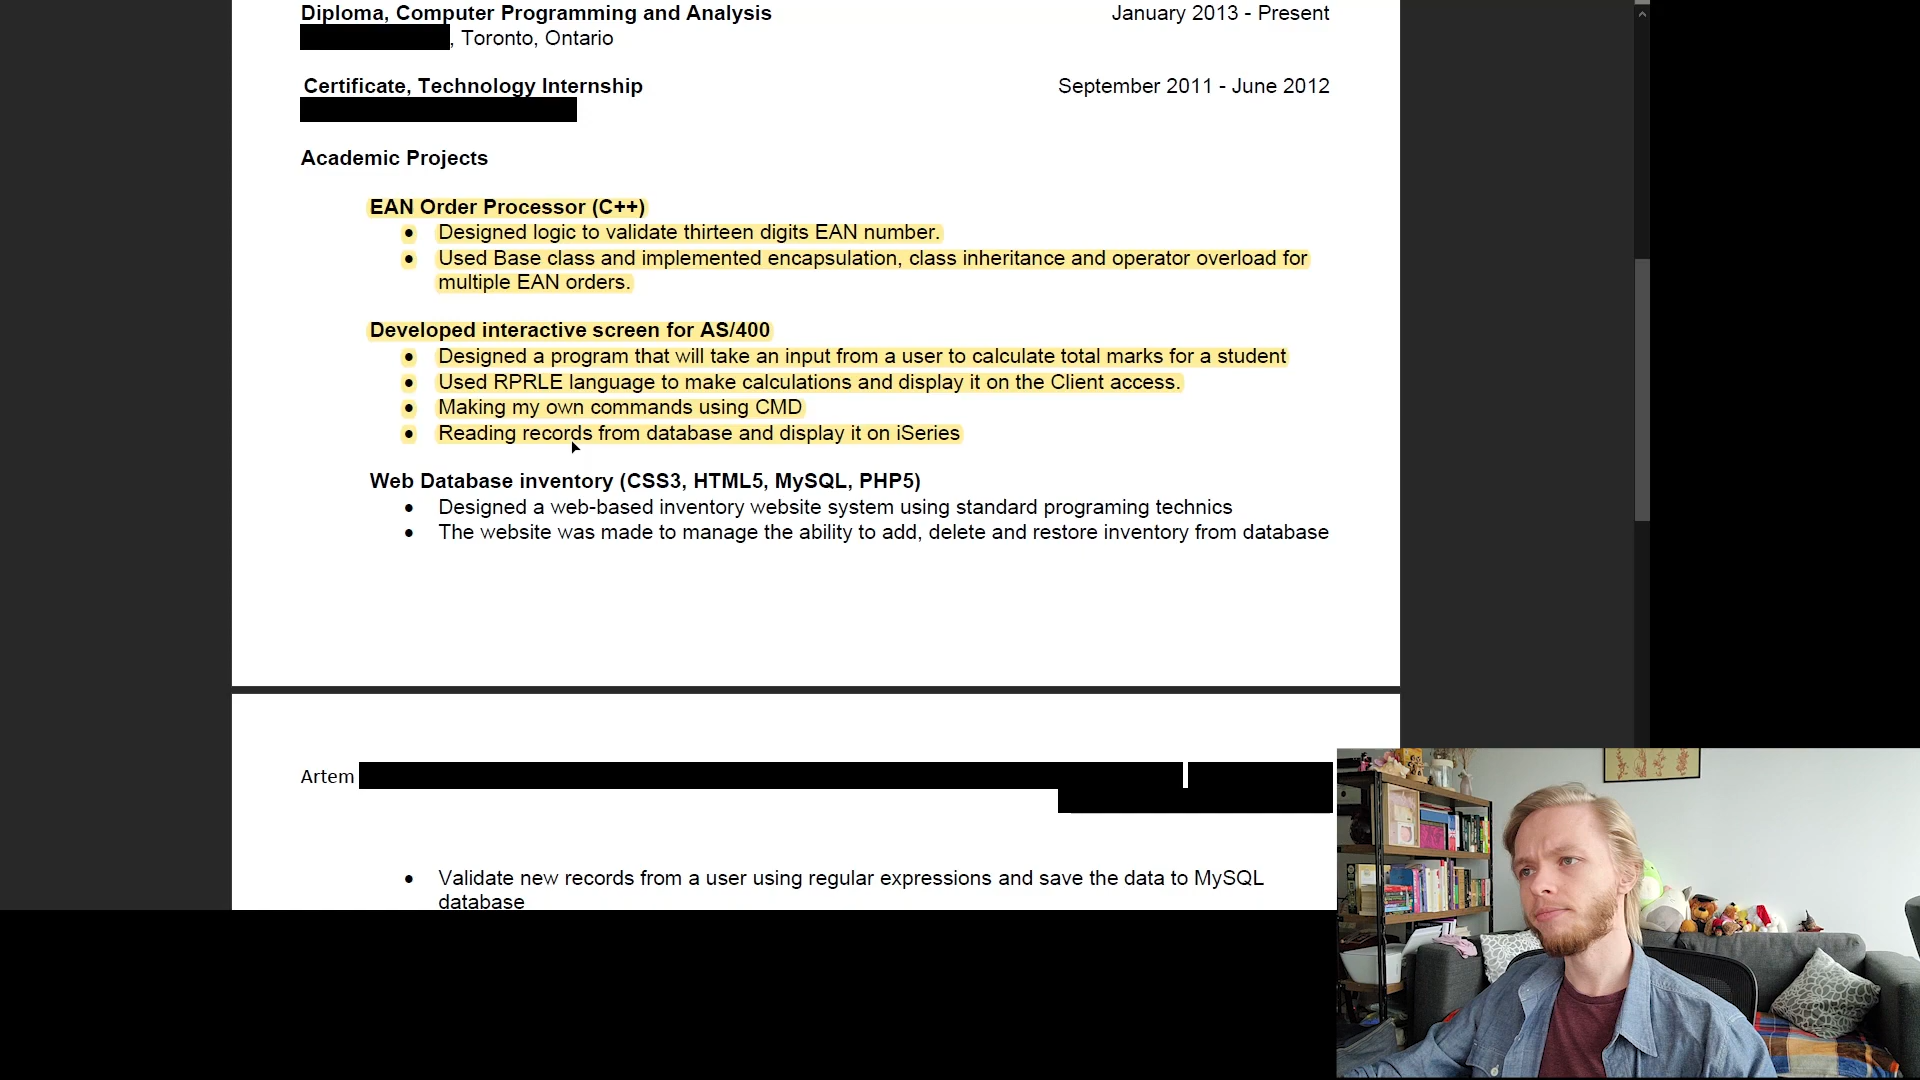 Diploma, Computer Programming and Analysis January 2013 - Present
, Toronto, Ontario
Certificate, Technology Internship September 2011 - June 2012
Academic Projects
EAN Order Processor (C++)
● Designed logic to validate thirteen digits EAN number.
● Used Base class and implemented encapsulation, class inheritance and operator overload for
multiple EAN orders.
Developed interactive screen for AS/400
● Designed a program that will take an input from a user to calculate total marks for a student
● Used RPRLE language to make calculations and display it on the Client access.
● Making my own commands using CMD
● Reading records from database and display it on iSeries
Web Database inventory (CSS3, HTML5, MySQL, PHP5)
● Designed a web-based inventory website system using standard programing technics
● The website was made to manage the ability to add, delete and restore inventory from database
Artem
● Validate new records from a user using regular expressions and save the data to MySQL
database